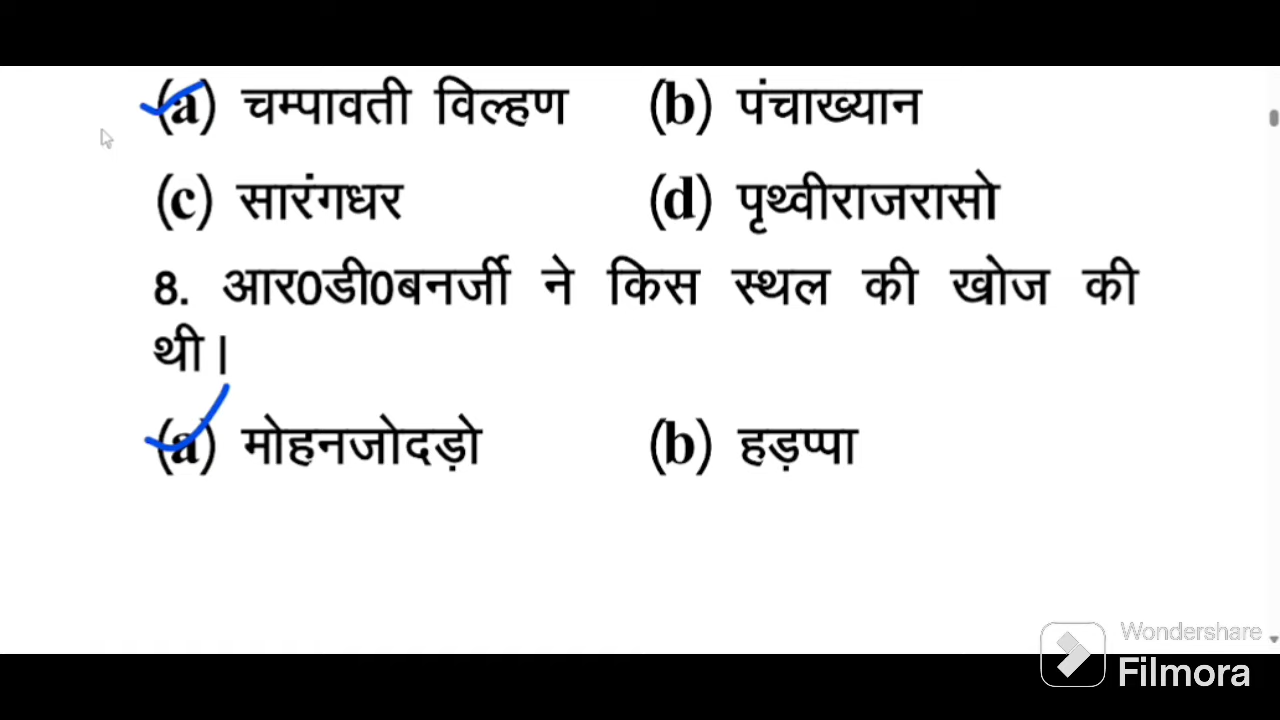 (a) चम्पावती विल्हण (b) पंचाख्यान
(c) सारंगधर (d) पृथ्वीराजरासो
8. आर0डी0बनर्जी ने किस स्थल की खोज की
थी।
(a) मोहनजोदड़ो (b) हड़प्पा
Wondershare
Filmora